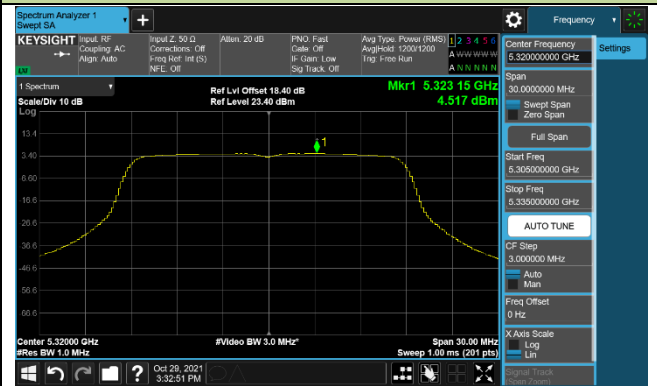 Spectrum Analyzer 1
Swept SA
+
Frequency
KEYSIGHT
Input: RF
Coupling: AC
Align: Auto
Input Z: 50 Ω
Corrections: Off
Freq Ref: Int (S)
NFE: Off
Atten: 20 dB
PNO: Fast
Gate: Off
IF Gain: Low
Sig Track: Off
Avg Type: Power (RMS)
Avg|Hold: 1200/1200
Trig: Free Run
1 2 3 4 5 6
A W W W W W
A N N N N N
LXI
1 Spectrum
Scale/Div 10 dB
Ref Lvl Offset 18.40 dB
Ref Level 23.40 dBm
Mkr1 5.323 15 GHz
4.517 dBm
Log
13.4
3.40
-6.60
-16.6
-26.6
-36.6
-46.6
-56.6
-66.6
1
Center 5.32000 GHz
#Res BW 1.0 MHz
#Video BW 3.0 MHz*
Span 30.00 MHz
Sweep 1.00 ms (201 pts)
?
Oct 29, 2021
3:32:51 PM
Center Frequency
5.320000000 GHz
Span
30.0000000 MHz
Swept Span
Zero Span
Full Span
Start Freq
5.305000000 GHz
Stop Freq
5.335000000 GHz
AUTO TUNE
CF Step
3.000000 MHz
Auto
Man
Freq Offset
0 Hz
X Axis Scale
Log
Lin
Signal Track
(Span Zoom)
Settings